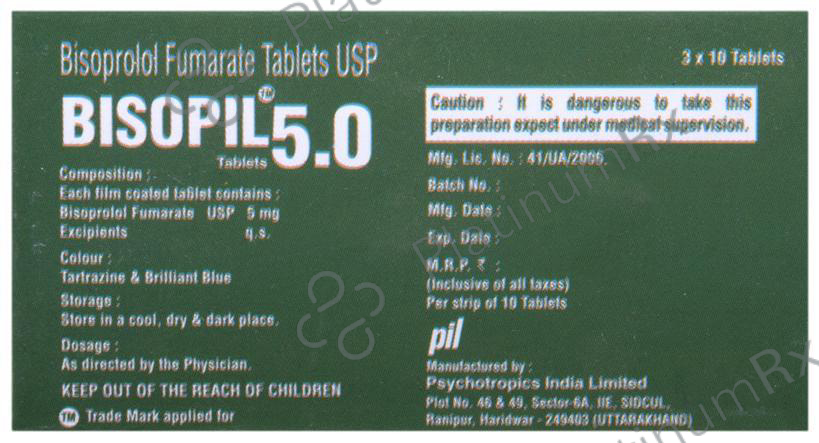 Bisoprolol Fumarate Tablets USP
3 x 10 Tablets
BISOPIL™ 5.0
Tablets
Composition :
Each film coated tablet contains :
Bisoprolol Fumarate USP 5 mg
Excipients q.s.
Colour :
Tartrazine & Brilliant Blue
Storage :
Store in a cool, dry & dark place.
Dosage :
As directed by the Physician.
KEEP OUT OF THE REACH OF CHILDREN
TM Trade Mark applied for
Caution : It is dangerous to take this
preparation expect under medical supervision.
Mfg. Lic. No. : 41/UA/2006.
Batch No. :
Mfg. Date :
Exp. Date :
M.R.P. ₹ :
(Inclusive of all taxes)
Per strip of 10 Tablets
pil
Manufactured by :
Psychotropics India Limited
Plot No. 46 & 49, Sector-6A, IIE, SIDCUL,
Ranipur, Haridwar - 249403 (UTTARAKHAND)
PlatinumRx